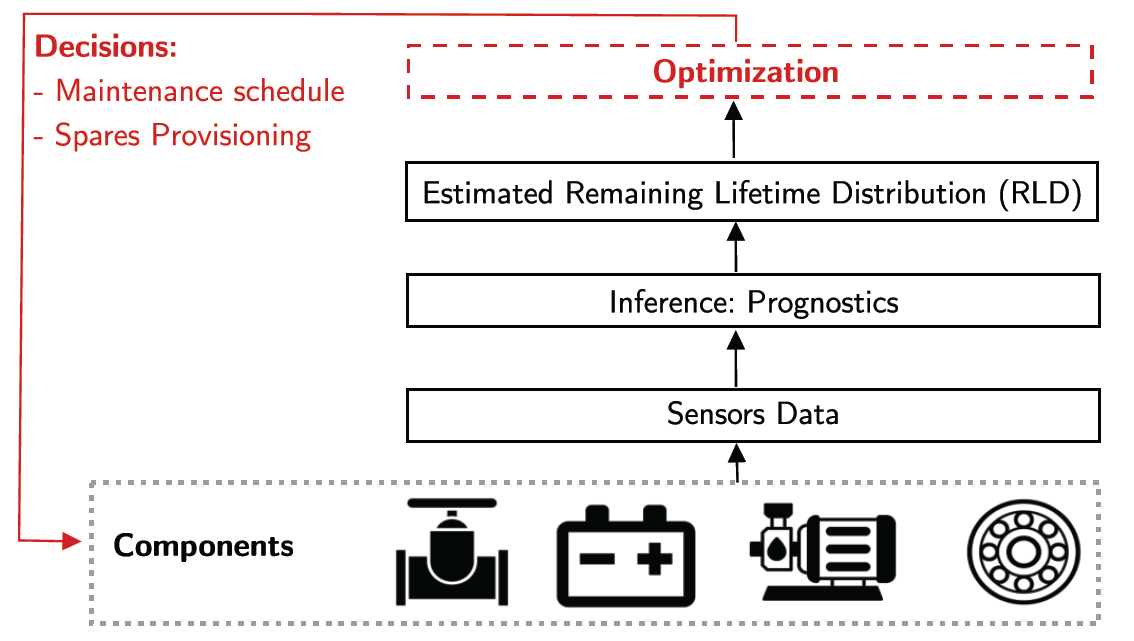 Decisions:
- Maintenance schedule
- Spares Provisioning
Optimization
Estimated Remaining Lifetime Distribution (RLD)
Inference: Prognostics
Sensors Data
Components